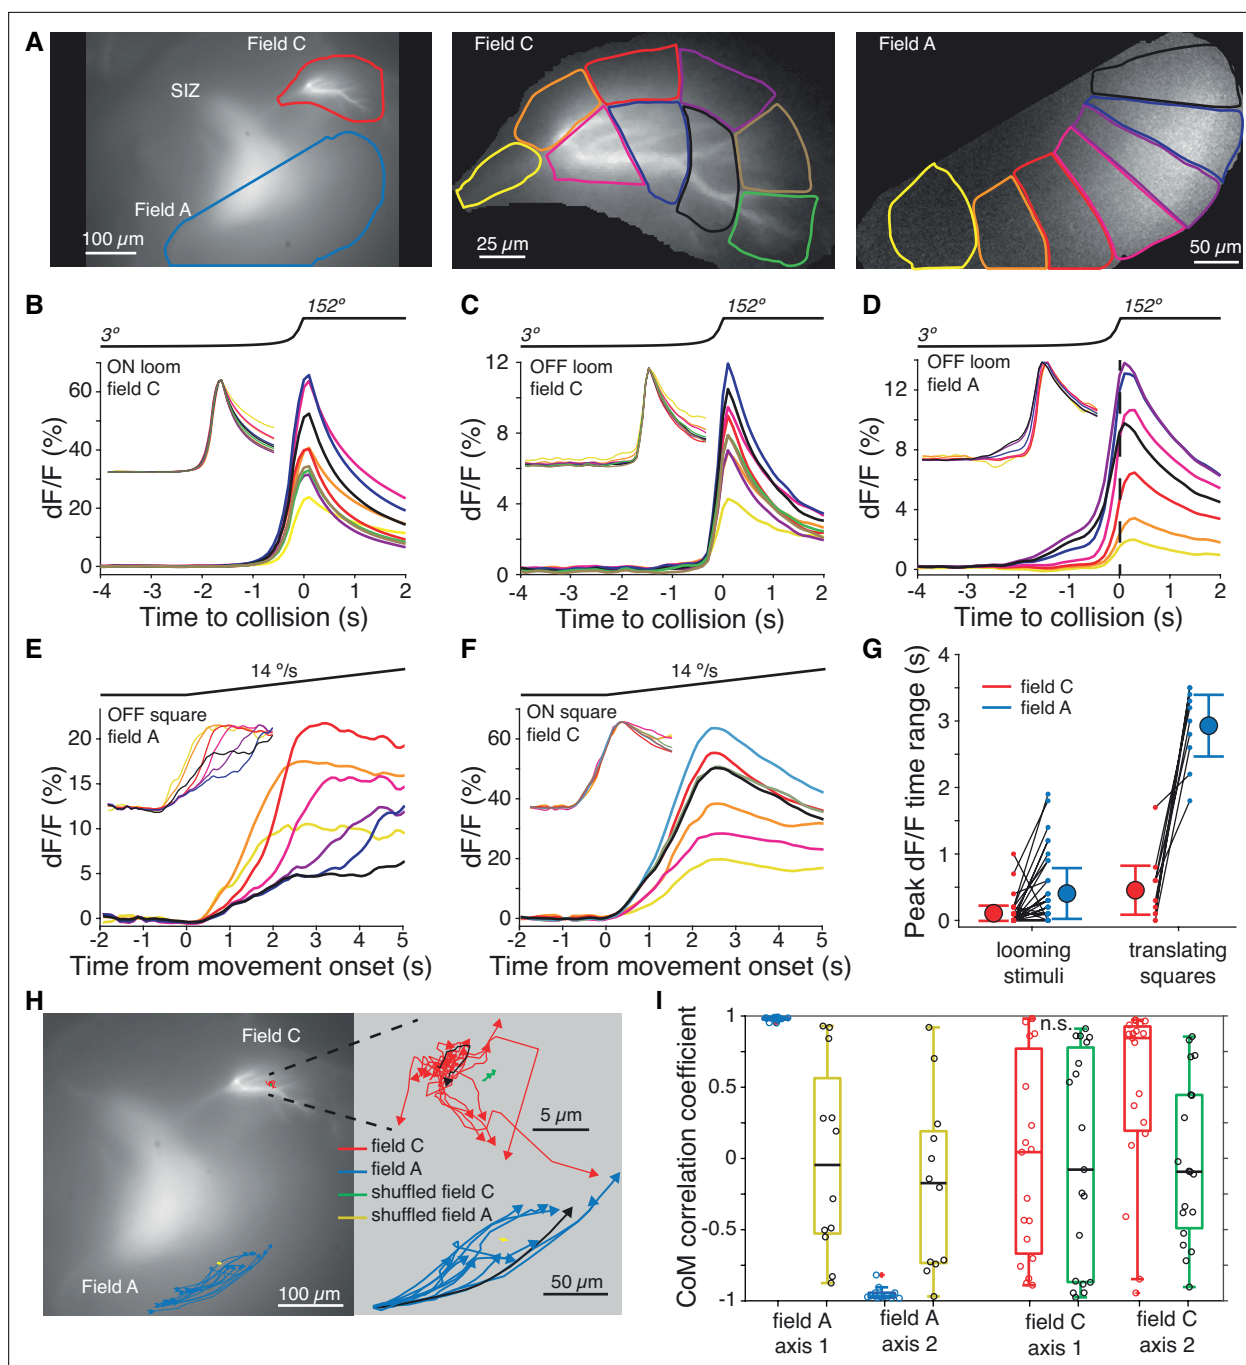 A
Field C
SIZ
Field A
100 µm
Field C
25 µm
Field A
50 µm
B
152º
3º
ON loom
field C
60
40
20
0
dF/F (%)
-4 -3 -2 -1 0 1 2
Time to collision (s)
C
152º
3º
OFF loom
field C
12
8
4
0
dF/F (%)
-4 -3 -2 -1 0 1 2
Time to collision (s)
D
152º
3º
OFF loom
field A
12
8
4
0
dF/F (%)
-4 -3 -2 -1 0 1 2
Time to collision (s)
E
14 º/s
OFF square
field A
20
15
10
5
0
dF/F (%)
-2 -1 0 1 2 3 4 5
Time from movement onset (s)
F
14 º/s
ON square
field C
60
40
20
0
dF/F (%)
-2 -1 0 1 2 3 4 5
Time from movement onset (s)
G
field C
field A
4
3
2
1
0
Peak dF/F time range (s)
looming
stimuli
translating
squares
H
Field C
Field A
100 µm
5 µm
field C
field A
shuffled field C
shuffled field A
50 µm
I
n.s.
1
0.5
0
-0.5
-1
CoM correlation coefficient
field A
axis 1
field A
axis 2
field C
axis 1
field C
axis 2